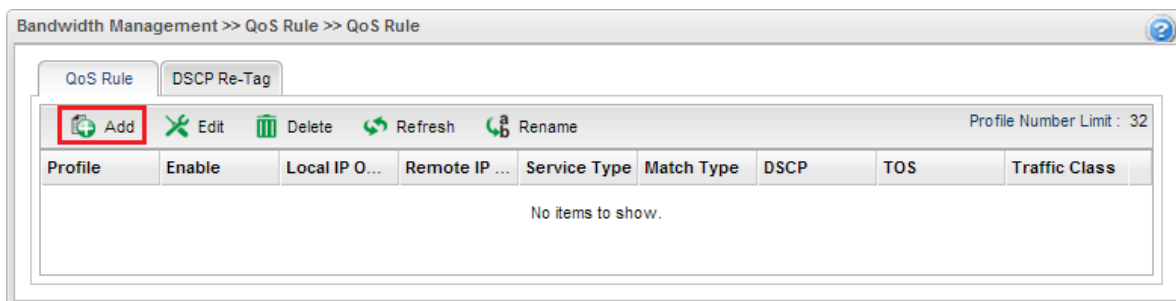 Bandwidth Management >> QoS Rule >> QoS Rule
QoS Rule DSCP Re-Tag
Add Edit Delete Refresh Rename Profile Number Limit : 32
Profile Enable Local IP O... Remote IP ... Service Type Match Type DSCP TOS Traffic Class
No items to show.